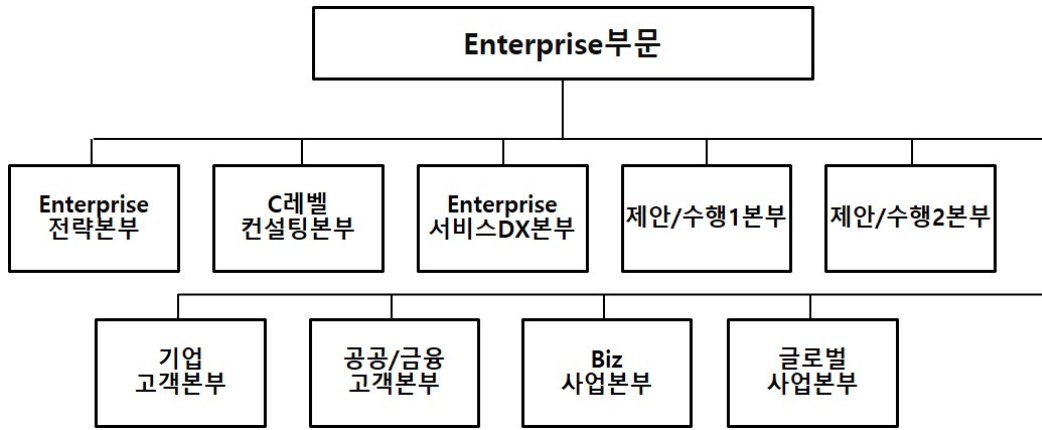 Enterprise부문
Enterprise
전략본부
C레벨
컨설팅본부
Enterprise
서비스DX본부
제안/수행1본부
제안/수행2본부
기업
고객본부
공공/금융
고객본부
Biz
사업본부
글로벌
사업본부